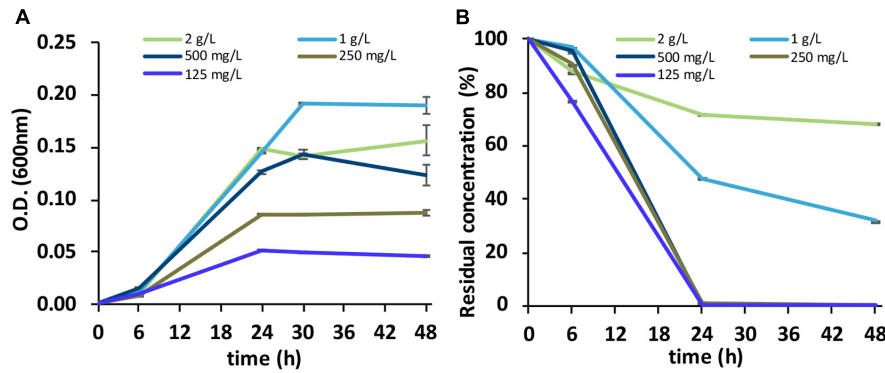 A
2 g/L
1 g/L
500 mg/L
250 mg/L
125 mg/L
O.D. (600nm)
0.25
0.20
0.15
0.10
0.05
0.00
0 6 12 18 24 30 36 42 48
time (h)
B
2 g/L
1 g/L
500 mg/L
250 mg/L
125 mg/L
Residual concentration (%)
100
80
60
40
20
0
0 6 12 18 24 30 36 42 48
time (h)